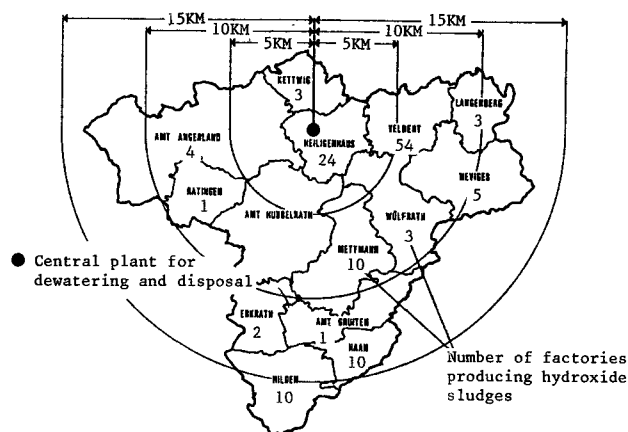 15KM 15KM
10KM 10KM
5KM 5KM
KETTWIG
3
LANGENBERG
3
AMT ANGERLAND
4
HEILIGENHAUS
24
VELBERT
54
NEVIGES
5
RATINGEN
1
AMT HUBBELRATH
WÜLFRATH
3
METTMANN
10
● Central plant for
dewatering and disposal
ERKRATH
2
AMT GRUITEN
1
HAAN
10
HILDEN
10
Number of factories
producing hydroxide
sludges